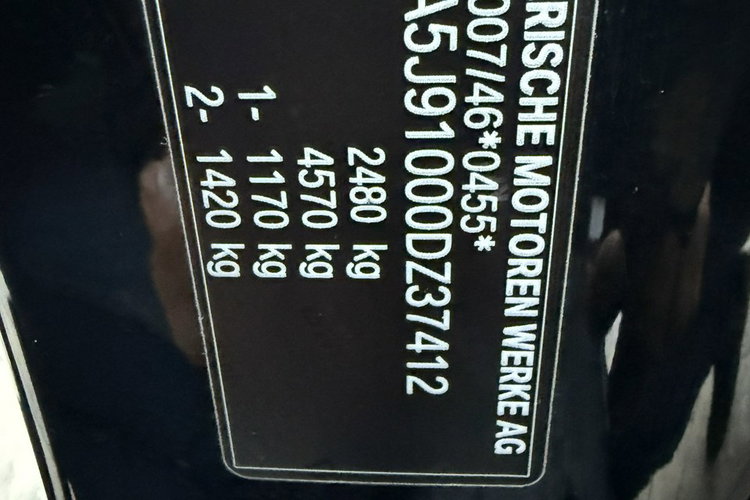 RISCHE MOTOREN WERKE AG
007/46*0455*
A5J91000DZ37412
2480 kg
4570 kg
1- 1170 kg
2- 1420 kg